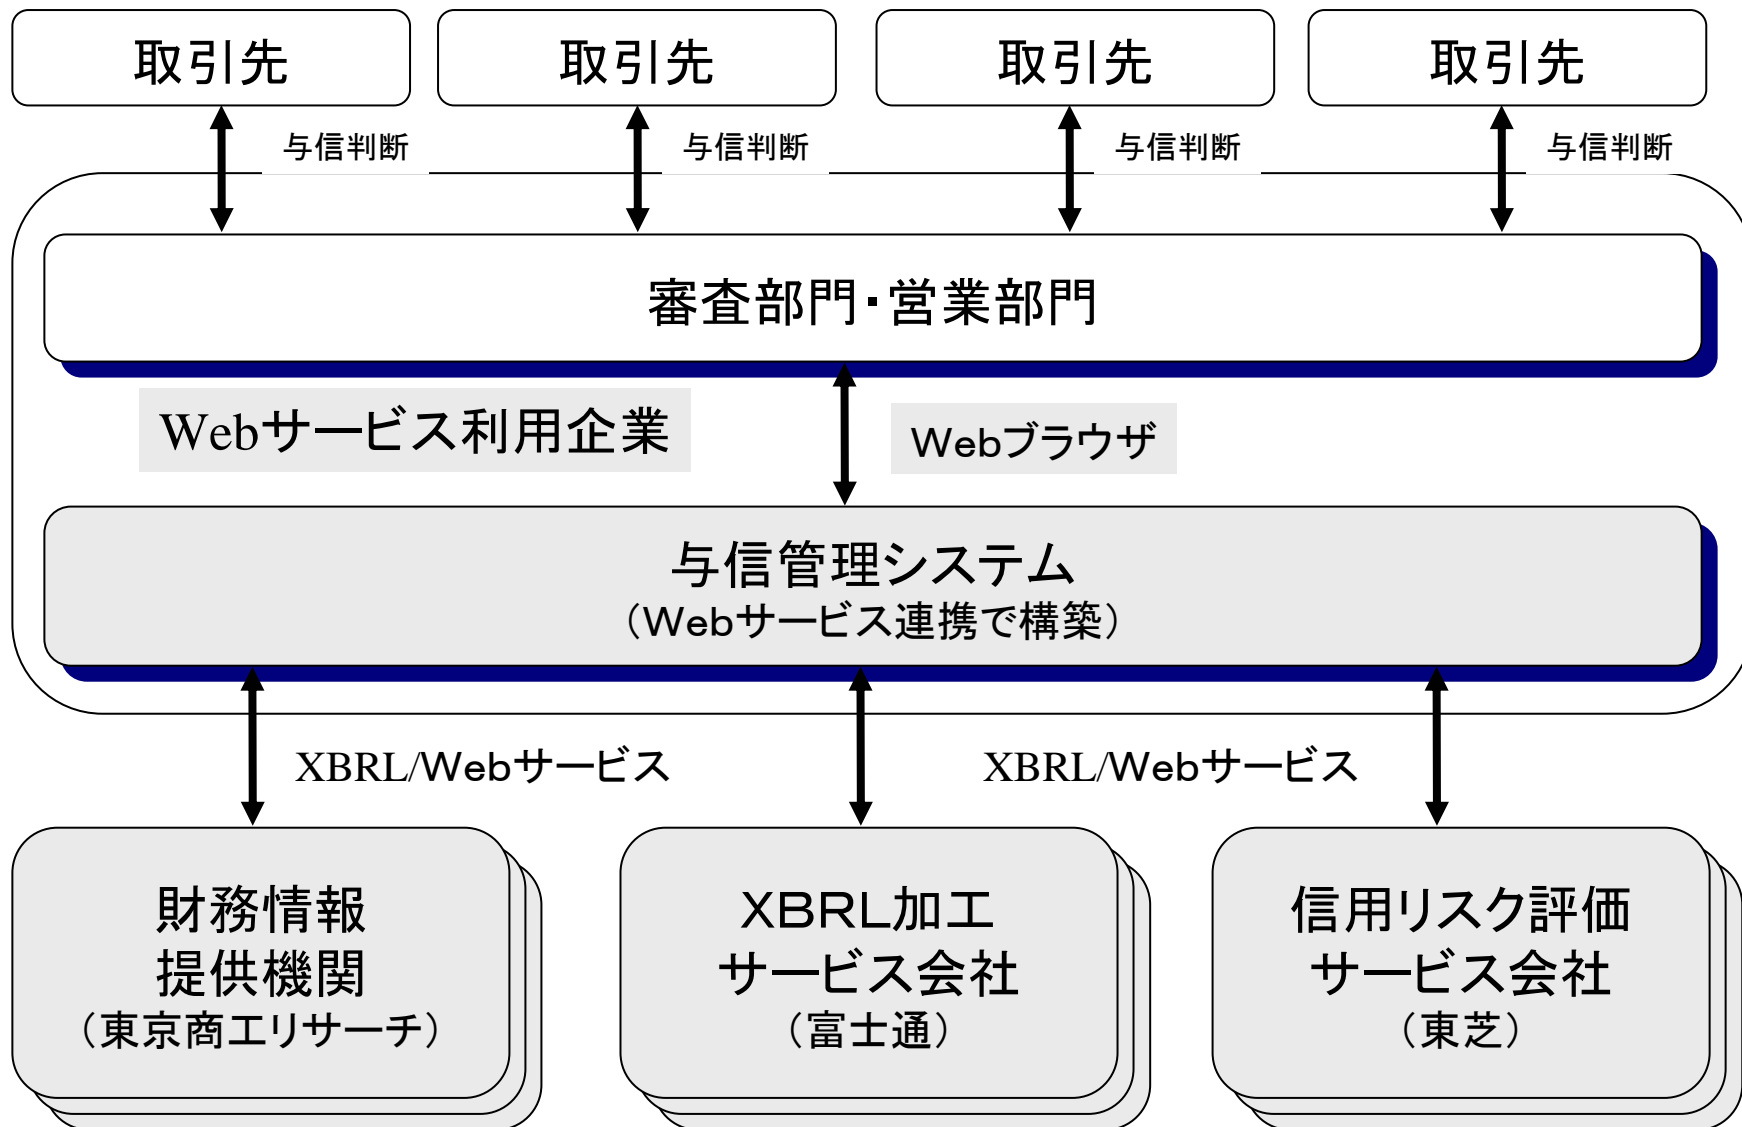 取引先
取引先
取引先
取引先
与信判断
与信判断
与信判断
与信判断
審査部門・営業部門
Webサービス利用企業
Webブラウザ
与信管理システム
（Webサービス連携で構築）
XBRL/Webサービス
XBRL/Webサービス
財務情報
提供機関
（東京商工リサーチ）
XBRL加工
サービス会社
（富士通）
信用リスク評価
サービス会社
（東芝）